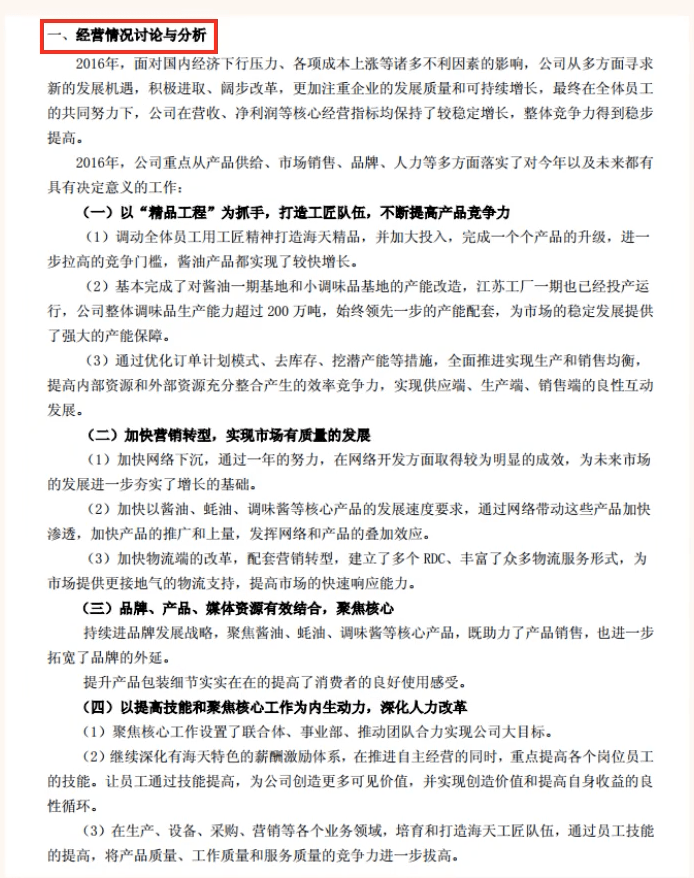 一、经营情况讨论与分析
2016年，面对国内经济下行压力、各项成本上涨等诸多不利因素的影响，公司从多方面寻求
新的发展机遇，积极进取、阔步改革，更加注重企业的发展质量和可持续增长，最终在全体员工
的共同努力下，公司在营收、净利润等核心经营指标均保持了较稳定增长，整体竞争力得到稳步
提高。
2016年，公司重点从产品供给、市场销售、品牌、人力等多方面落实了对今年以及未来都有
具有决定意义的工作：
（一）以“精品工程”为抓手，打造工匠队伍，不断提高产品竞争力
（1）调动全体员工用工匠精神打造海天精品，并加大投入，完成一个个产品的升级，进一
步拉高的竞争门槛，酱油产品都实现了较快增长。
（2）基本完成了对酱油一期基地和小调味品基地的产能改造，江苏工厂一期也已经投产运
行，公司整体调味品生产能力超过 200 万吨，始终领先一步的产能配套，为市场的稳定发展提供
了强大的产能保障。
（3）通过优化订单计划模式、去库存、挖潜产能等措施，全面推进实现生产和销售均衡，
提高内部资源和外部资源充分整合产生的效率竞争力，实现供应端、生产端、销售端的良性互动
发展。
（二）加快营销转型，实现市场有质量的发展
（1）加快网络下沉，通过一年的努力，在网络开发方面取得较为明显的成效，为未来市场
的发展进一步夯实了增长的基础。
（2）加快以酱油、蚝油、调味酱等核心产品的发展速度要求，通过网络带动这些产品加快
渗透，加快产品的推广和上量，发挥网络和产品的叠加效应。
（3）加快物流端的改革，配套营销转型，建立了多个 RDC、丰富了众多物流服务形式，为
市场提供更接地气的物流支持，提高市场的快速响应能力。
（三）品牌、产品、媒体资源有效结合，聚焦核心
持续进品牌发展战略，聚焦酱油、蚝油、调味酱等核心产品，既助力了产品销售，也进一步
拓宽了品牌的外延。
提升产品包装细节实实在在的提高了消费者的良好使用感受。
（四）以提高技能和聚焦核心工作为内生动力，深化人力改革
（1）聚焦核心工作设置了联合体、事业部、推动团队合力实现公司大目标。
（2）继续深化有海天特色的薪酬激励体系，在推进自主经营的同时，重点提高各个岗位员工
的技能。让员工通过技能提高，为公司创造更多可见价值，并实现创造价值和提高自身收益的良
性循环。
（3）在生产、设备、采购、营销等各个业务领域，培育和打造海天工匠队伍，通过员工技能
的提高，将产品质量、工作质量和服务质量的竞争力进一步拔高。